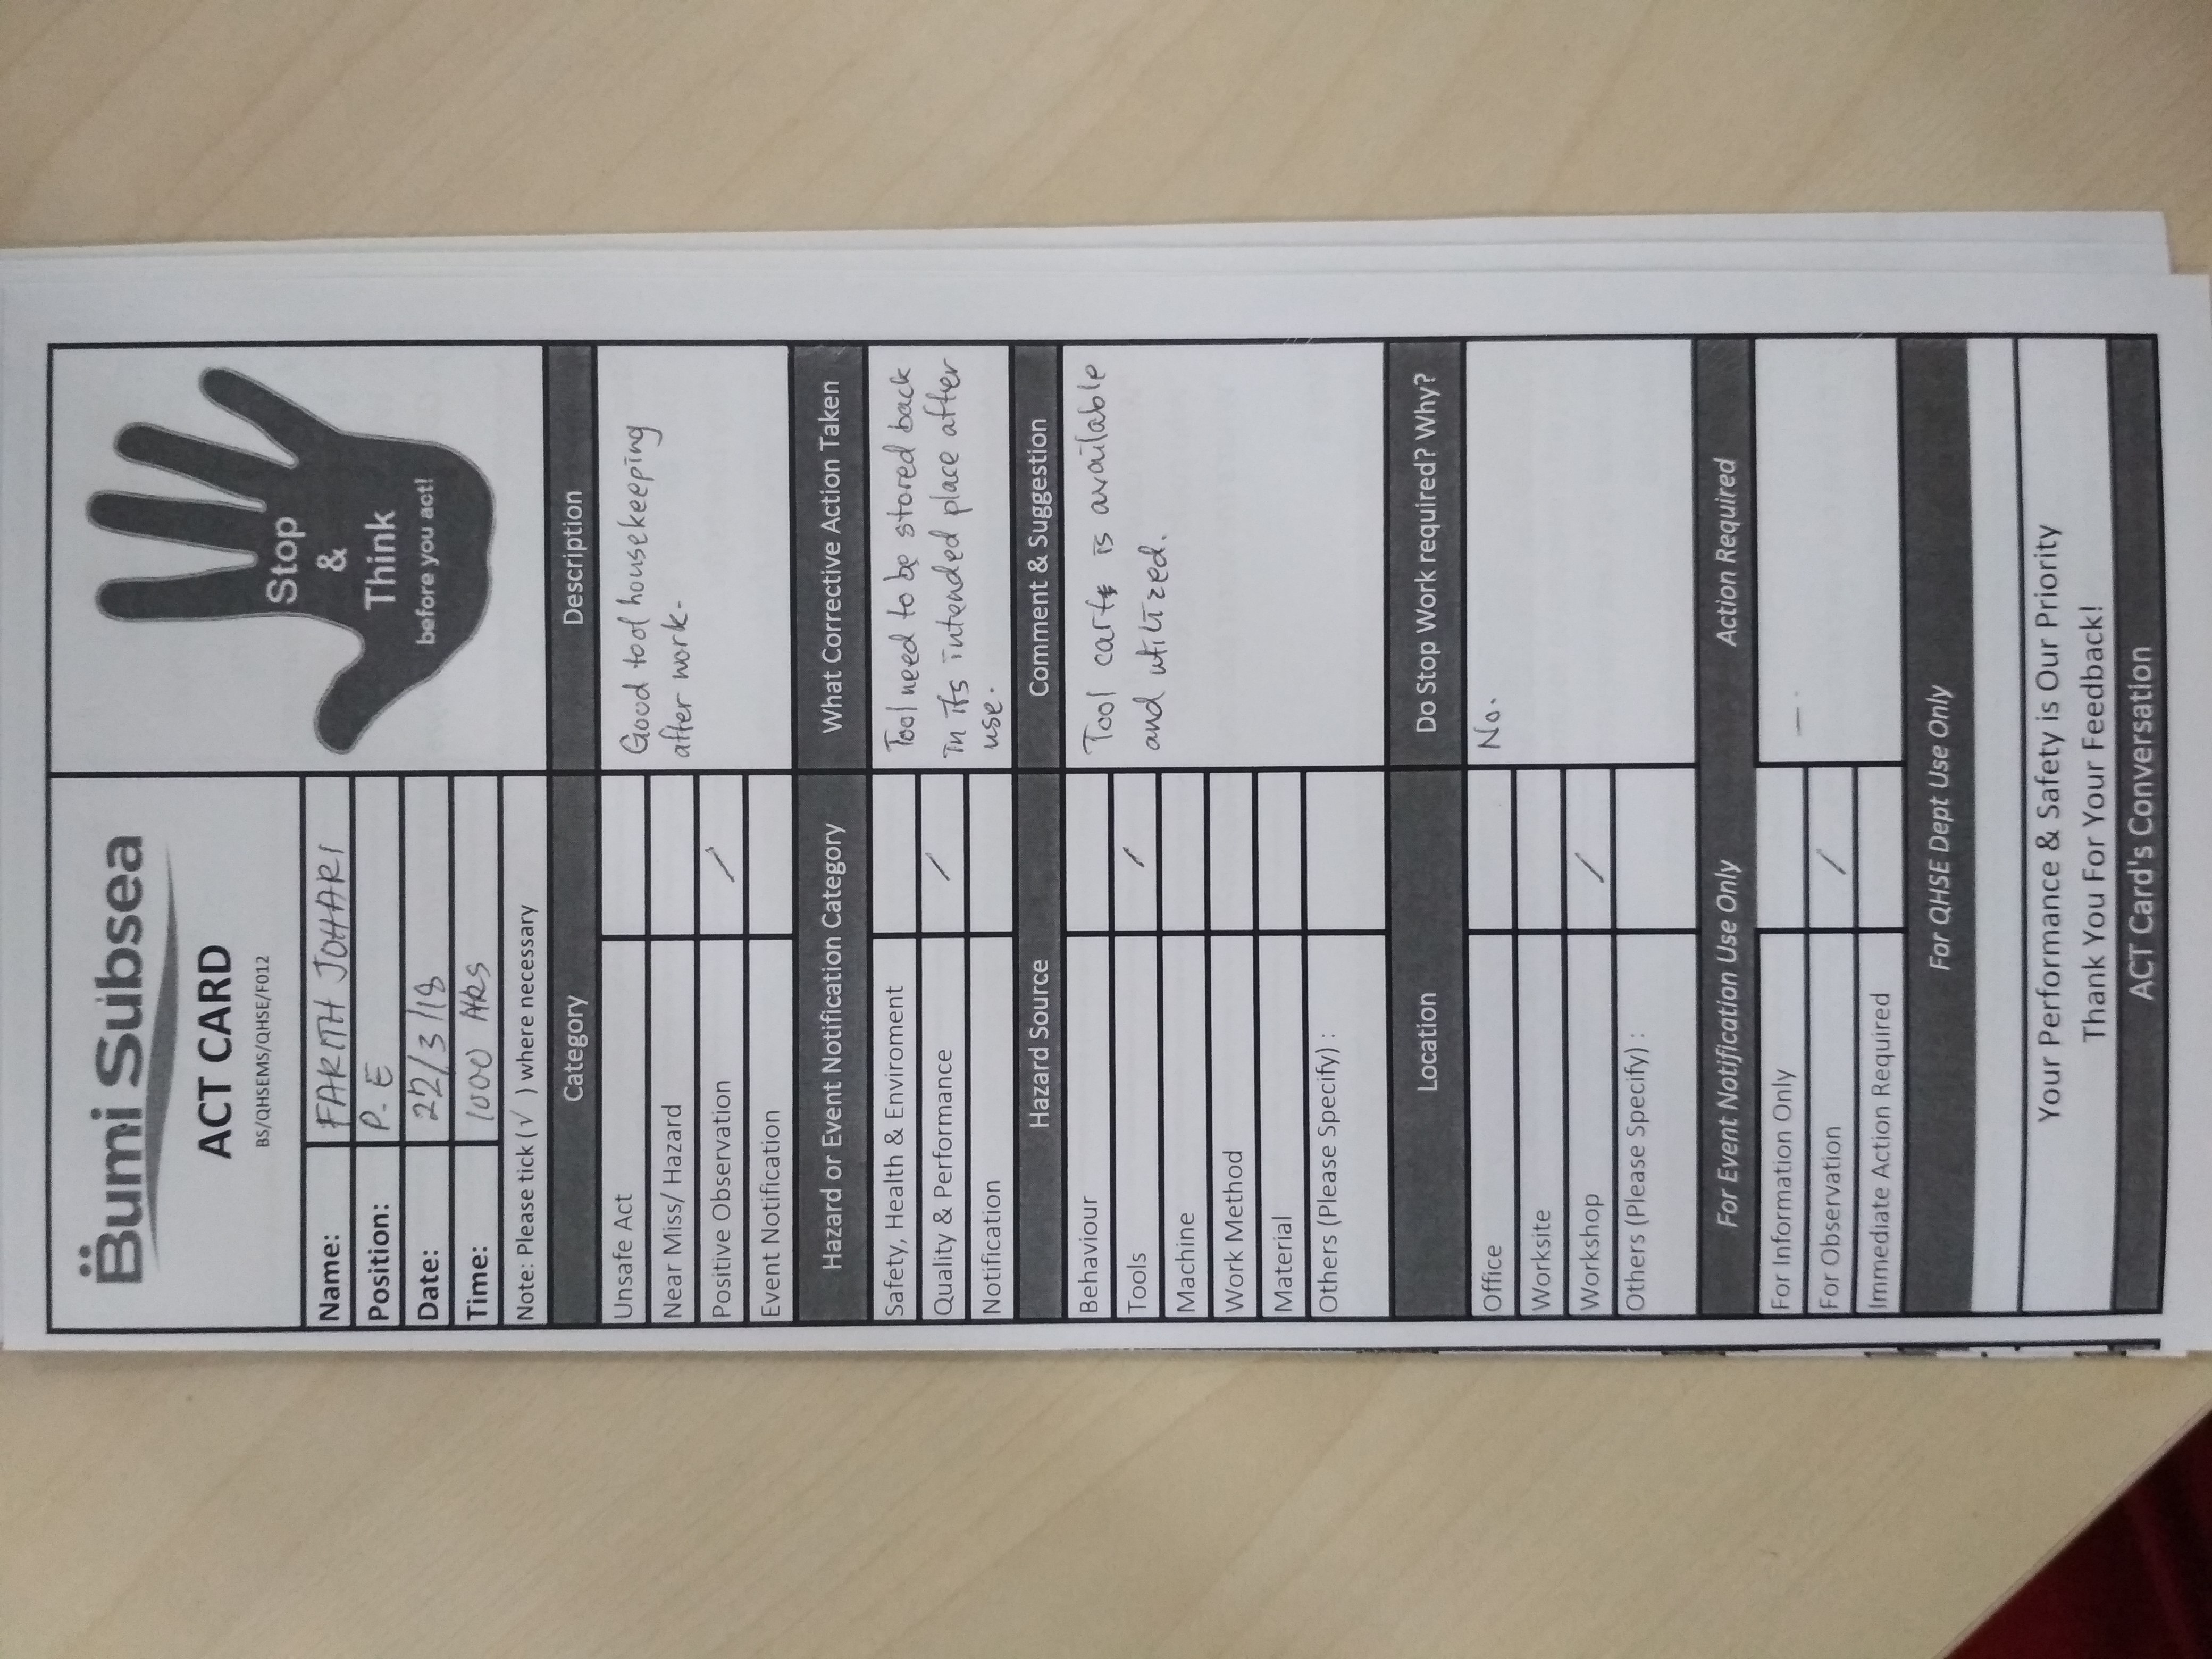 Bumi Subsea
ACT CARD
BS/QHSEMS/QHSE/F012
Stop
&
Think
before you act!
Name: FARITH JOHARI
Position: P.E
Date: 22/3/18
Time: 1000 HRS
Note: Please tick (√ ) where necessary
Category Description
Unsafe Act
Near Miss/ Hazard
Positive Observation /
Event Notification
Good tool housekeeping
after work.
Hazard or Event Notification Category What Corrective Action Taken
Safety, Health & Enviroment
Quality & Performance /
Notification
Tool need to be stored back
in its intended place after
use.
Hazard Source Comment & Suggestion
Behaviour
Tools /
Machine
Work Method
Material
Others (Please Specify) :
Tool carts is available
and utilized.
Location Do Stop Work required? Why?
Office
Worksite
Workshop /
Others (Please Specify) :
No.
For Event Notification Use Only Action Required
For Information Only
For Observation /
Immediate Action Required
—.
For QHSE Dept Use Only
Your Performance & Safety is Our Priority
Thank You For Your Feedback!
ACT Card's Conversation